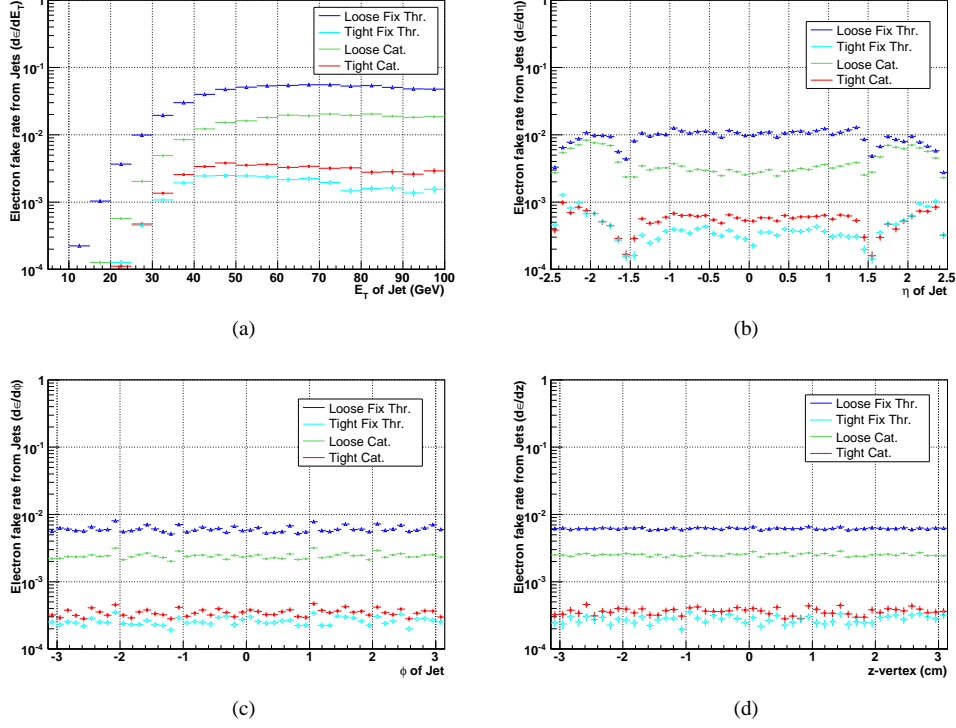 Electron fake rate from Jets (dϵ/dE_T)
1
10^-1
10^-2
10^-3
10^-4
Loose Fix Thr.
Tight Fix Thr.
Loose Cat.
Tight Cat.
10 20 30 40 50 60 70 80 90 100
E_T of Jet (GeV)
(a)
Electron fake rate from Jets (dϵ/dη)
1
10^-1
10^-2
10^-3
10^-4
Loose Fix Thr.
Tight Fix Thr.
Loose Cat.
Tight Cat.
-2.5 -2 -1.5 -1 -0.5 0 0.5 1 1.5 2 2.5
η of Jet
(b)
Electron fake rate from Jets (dϵ/dϕ)
1
10^-1
10^-2
10^-3
10^-4
Loose Fix Thr.
Tight Fix Thr.
Loose Cat.
Tight Cat.
-3 -2 -1 0 1 2 3
ϕ of Jet
(c)
Electron fake rate from Jets (dϵ/dz)
1
10^-1
10^-2
10^-3
10^-4
Loose Fix Thr.
Tight Fix Thr.
Loose Cat.
Tight Cat.
-3 -2 -1 0 1 2 3
z-vertex (cm)
(d)